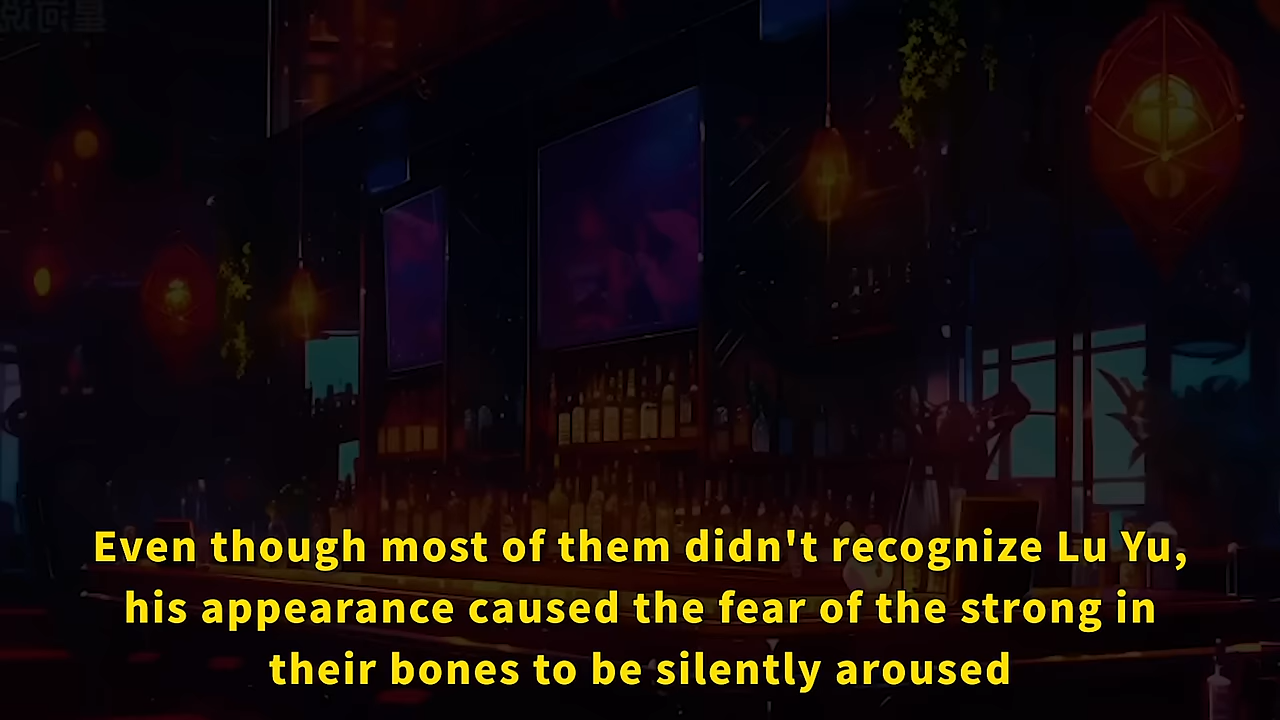 Even though most of them didn't recognize Lu Yu,
his appearance caused the fear of the strong in
their bones to be silently aroused